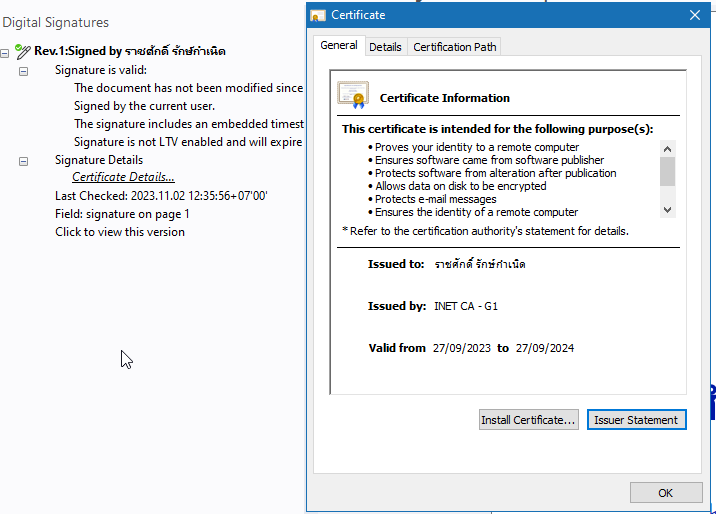 Digital Signatures
Rev.1:Signed by ราชศักดิ์ รักษ์กำเนิด
Signature is valid:
The document has not been modified since
Signed by the current user.
The signature includes an embedded timest
Signature is not LTV enabled and will expire
Signature Details
Certificate Details...
Last Checked: 2023.11.02 12:35:56+07'00'
Field: signature on page 1
Click to view this version
Certificate
General
Details
Certification Path
Certificate Information
This certificate is intended for the following purpose(s):
• Proves your identity to a remote computer
• Ensures software came from software publisher
• Protects software from alteration after publication
• Allows data on disk to be encrypted
• Protects e-mail messages
• Ensures the identity of a remote computer
* Refer to the certification authority's statement for details.
Issued to: ราชศักดิ์ รักษ์กำเนิด
Issued by: INET CA - G1
Valid from 27/09/2023 to 27/09/2024
Install Certificate...
Issuer Statement
OK